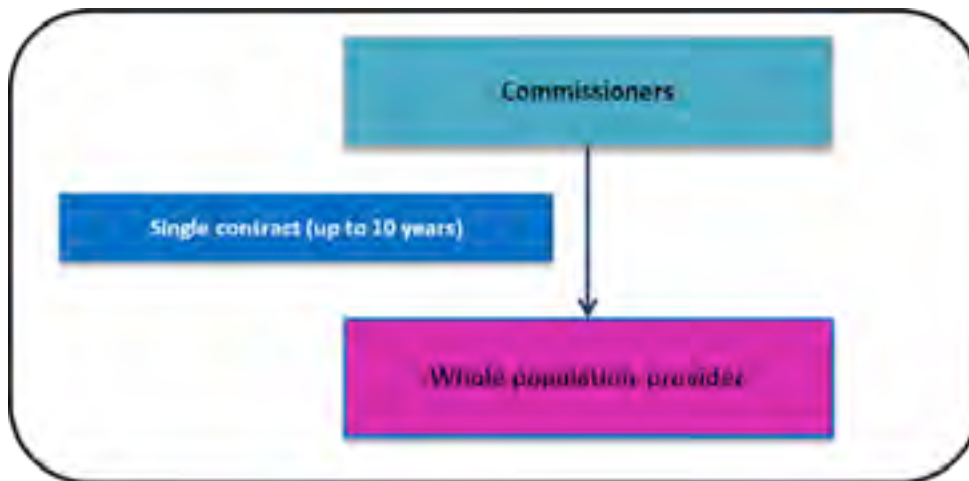 Commissioners
Single contract (up to 10 years)
Whole population provider